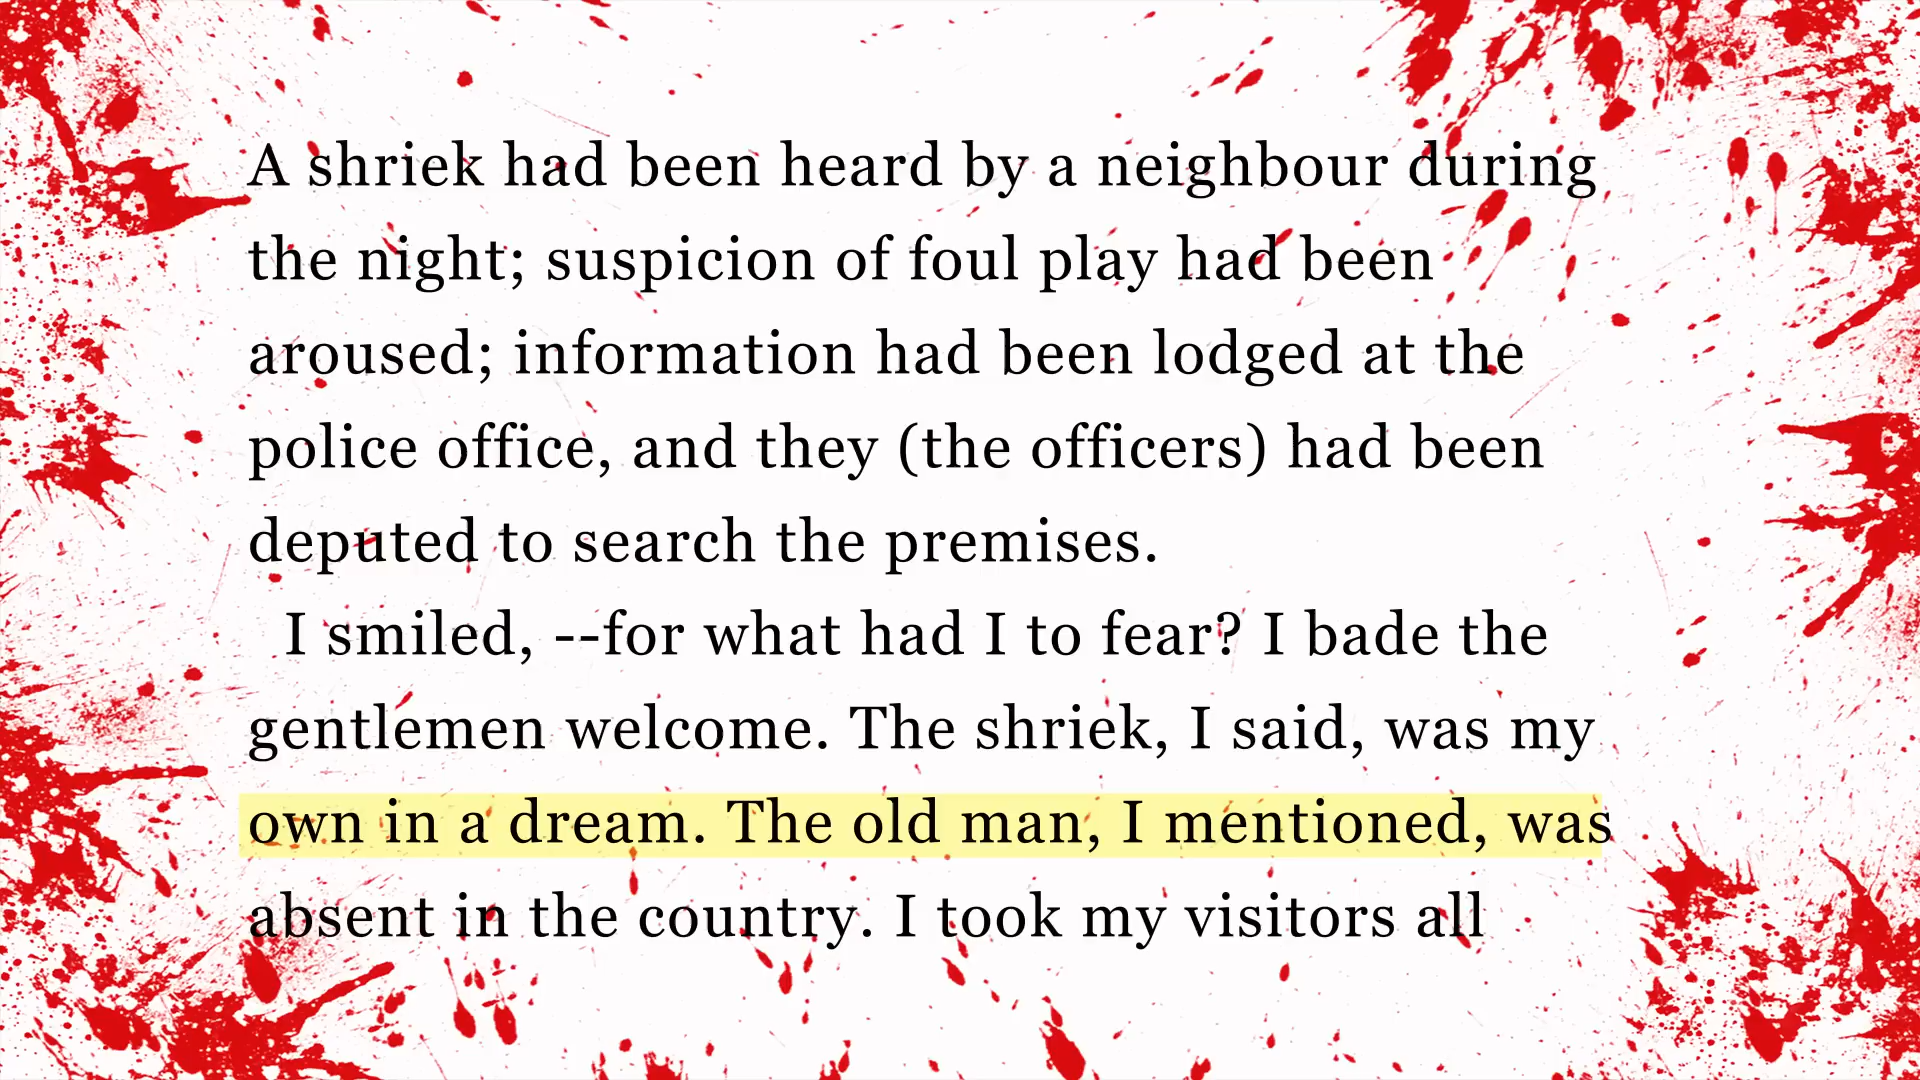 A shriek had been heard by a neighbour during
the night; suspicion of foul play had been
aroused; information had been lodged at the
police office, and they (the officers) had been
deputed to search the premises.
I smiled, --for what had I to fear? I bade the
gentlemen welcome. The shriek, I said, was my
own in a dream. The old man, I mentioned, was
absent in the country. I took my visitors all